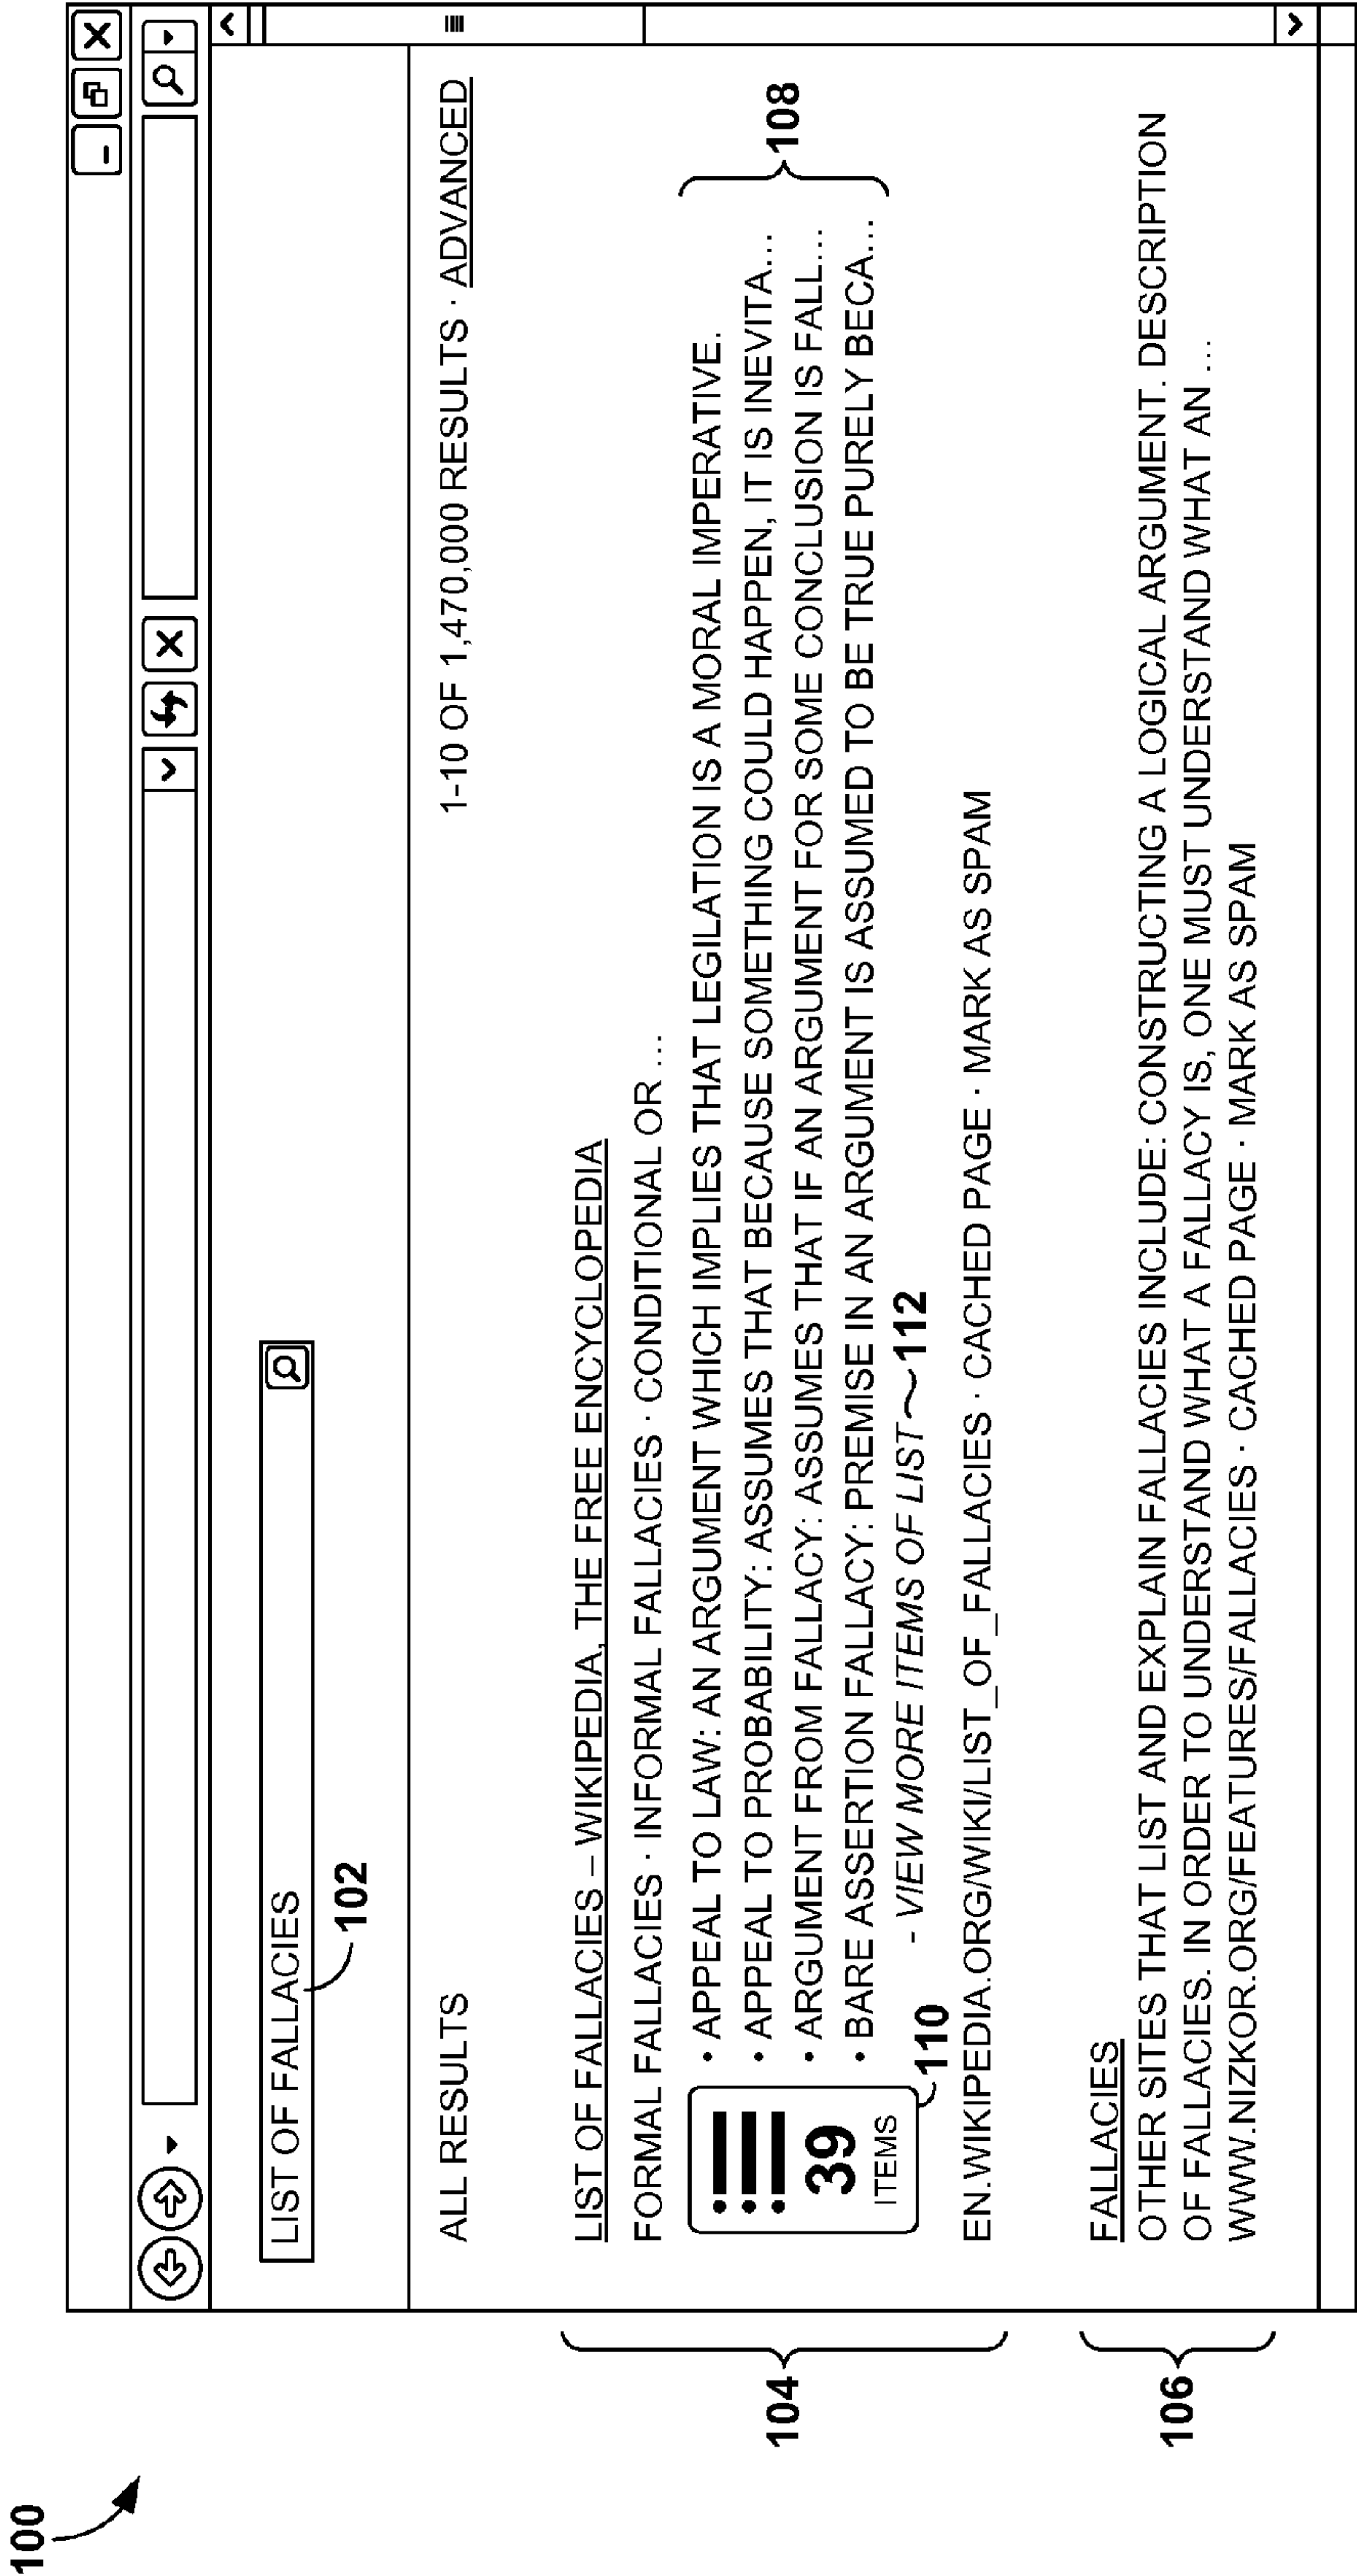 100
LIST OF FALLACIES
102
ALL RESULTS
1-10 OF 1,470,000 RESULTS · ADVANCED
104
LIST OF FALLACIES – WIKIPEDIA, THE FREE ENCYCLOPEDIA
FORMAL FALLACIES · INFORMAL FALLACIES · CONDITIONAL OR ...
• APPEAL TO LAW: AN ARGUMENT WHICH IMPLIES THAT LEGILATION IS A MORAL IMPERATIVE.
• APPEAL TO PROBABILITY: ASSUMES THAT BECAUSE SOMETHING COULD HAPPEN, IT IS INEVITA...
• ARGUMENT FROM FALLACY: ASSUMES THAT IF AN ARGUMENT FOR SOME CONCLUSION IS FALL...
• BARE ASSERTION FALLACY: PREMISE IN AN ARGUMENT IS ASSUMED TO BE TRUE PURELY BECA...
108
39
ITEMS
110
- VIEW MORE ITEMS OF LIST
112
EN.WIKIPEDIA.ORG/WIKI/LIST_OF_FALLACIES · CACHED PAGE · MARK AS SPAM
106
FALLACIES
OTHER SITES THAT LIST AND EXPLAIN FALLACIES INCLUDE: CONSTRUCTING A LOGICAL ARGUMENT. DESCRIPTION
OF FALLACIES. IN ORDER TO UNDERSTAND WHAT A FALLACY IS, ONE MUST UNDERSTAND WHAT AN ...
WWW.NIZKOR.ORG/FEATURES/FALLACIES · CACHED PAGE · MARK AS SPAM